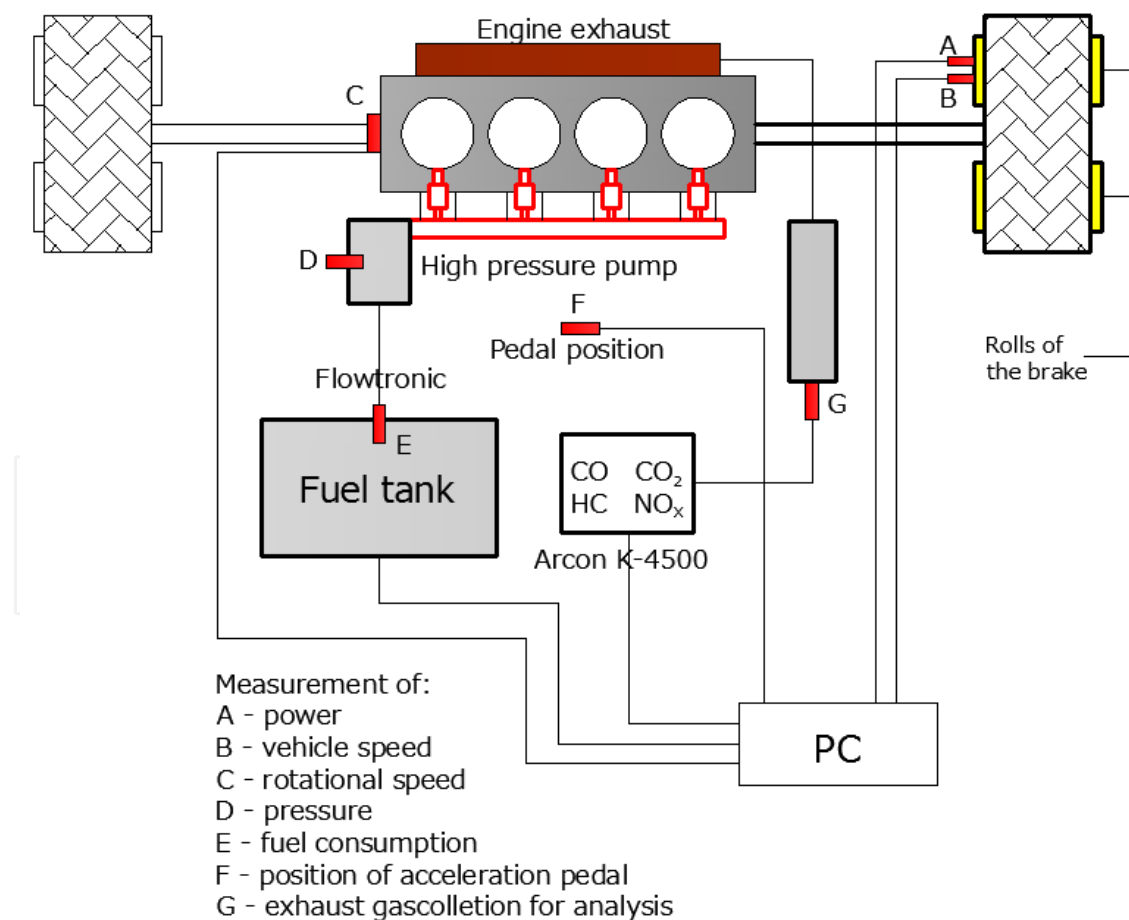 Engine exhaust
A
B
C
D
High pressure pump
F
Pedal position
Rolls of
the brake
Flowtronic
G
E
Fuel tank
CO CO₂
HC NOₓ
Arcon K-4500
Measurement of:
A - power
B - vehicle speed
C - rotational speed
D - pressure
E - fuel consumption
F - position of acceleration pedal
G - exhaust gascolletion for analysis
PC